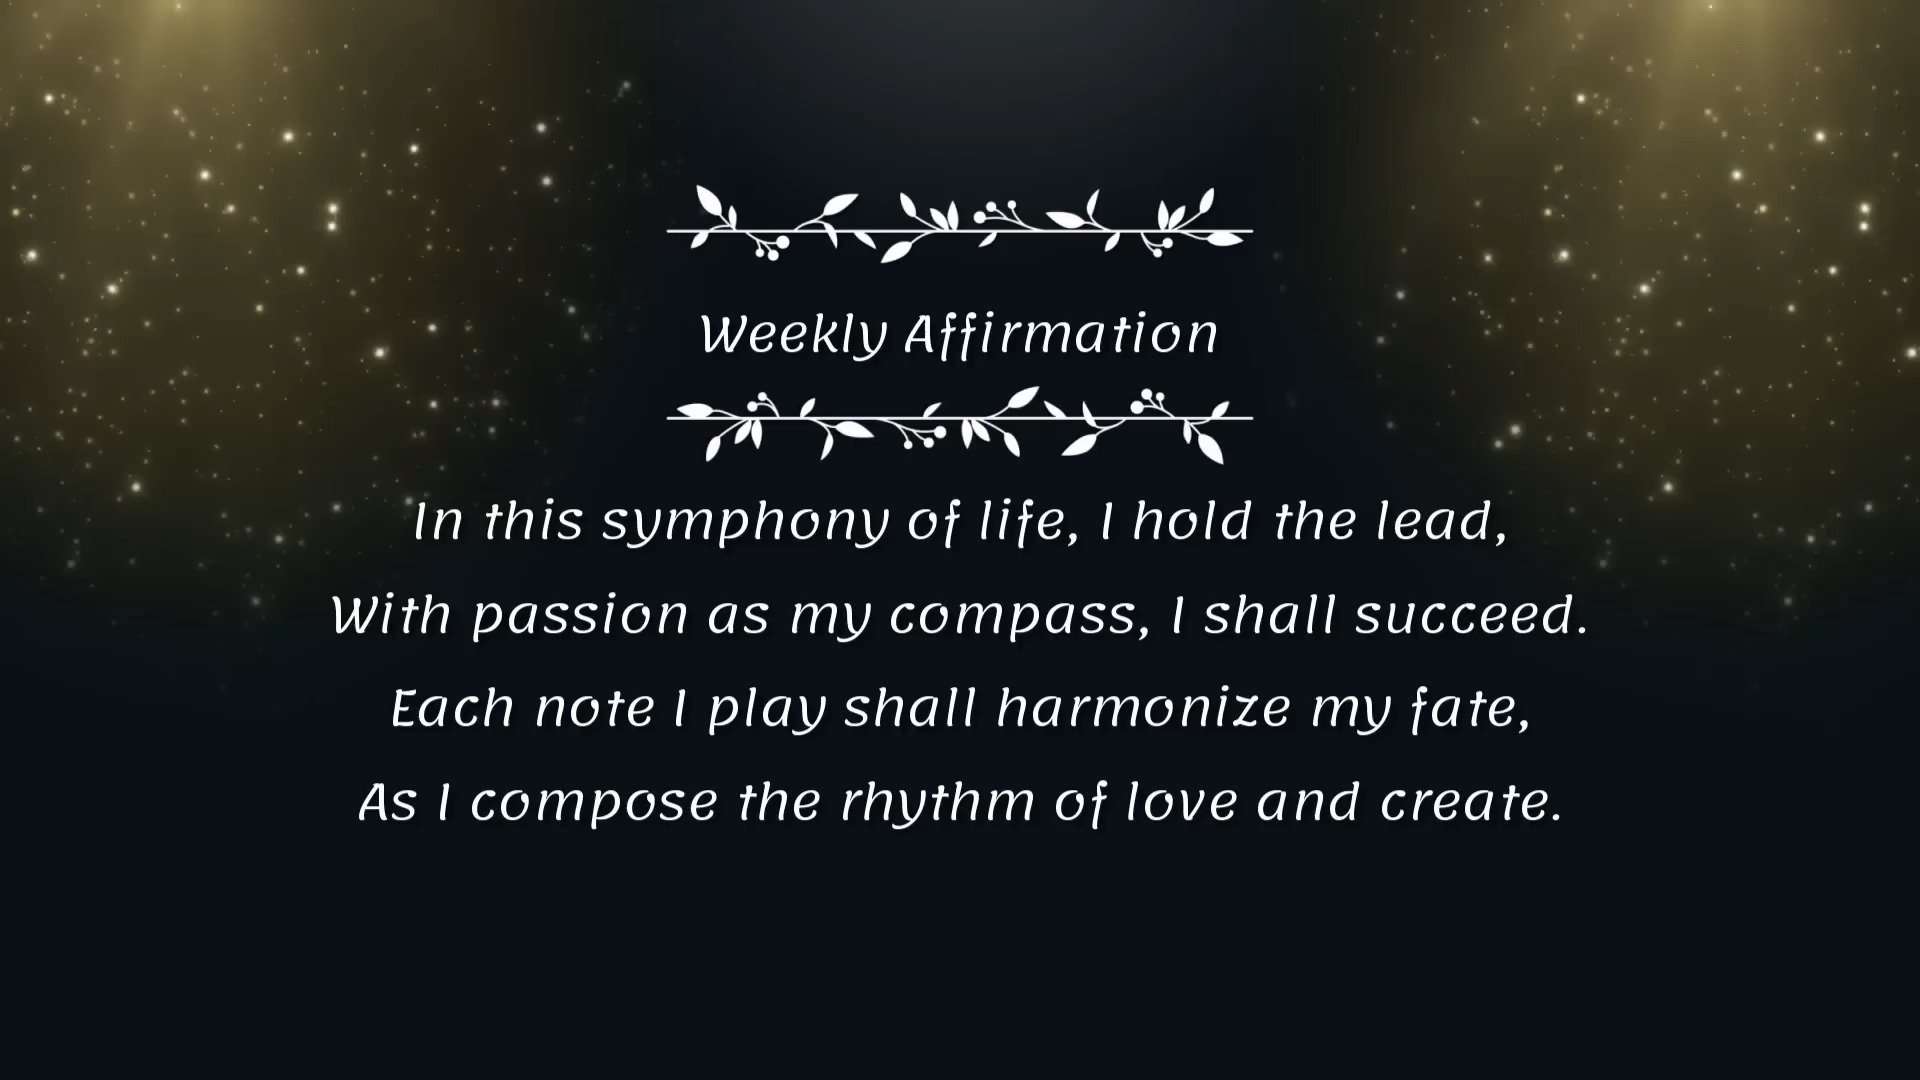 Weekly Affirmation
In this symphony of life, I hold the lead,
With passion as my compass, I shall succeed.
Each note I play shall harmonize my fate,
As I compose the rhythm of love and create.